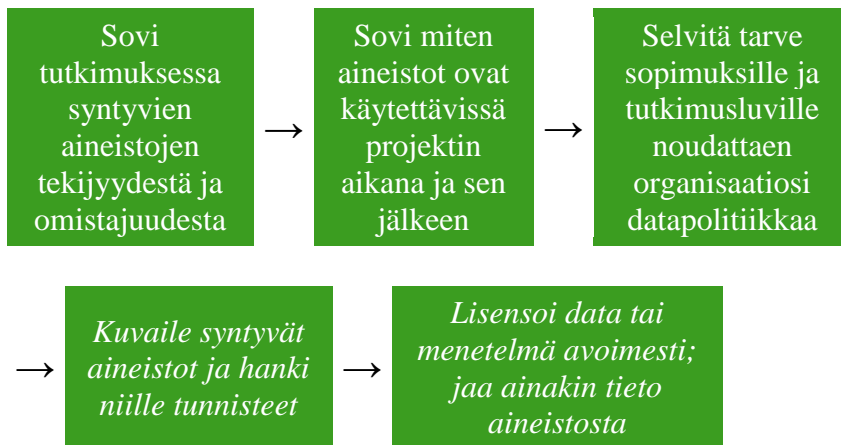 Sovi
tutkimuksessa
syntyvien
aineistojen
tekijyydestä ja
omistajuudesta
→
Sovi miten
aineistot ovat
käytettävissä
projektin
aikana ja sen
jälkeen
→
Selvitä tarve
sopimuksille ja
tutkimusluville
noudattaen
organisaatiosi
datapolitiikkaa
→
Kuvaile syntyvät
aineistot ja hanki
niille tunnisteet
→
Lisensoi data tai
menetelmä avoimesti;
jaa ainakin tieto
aineistosta